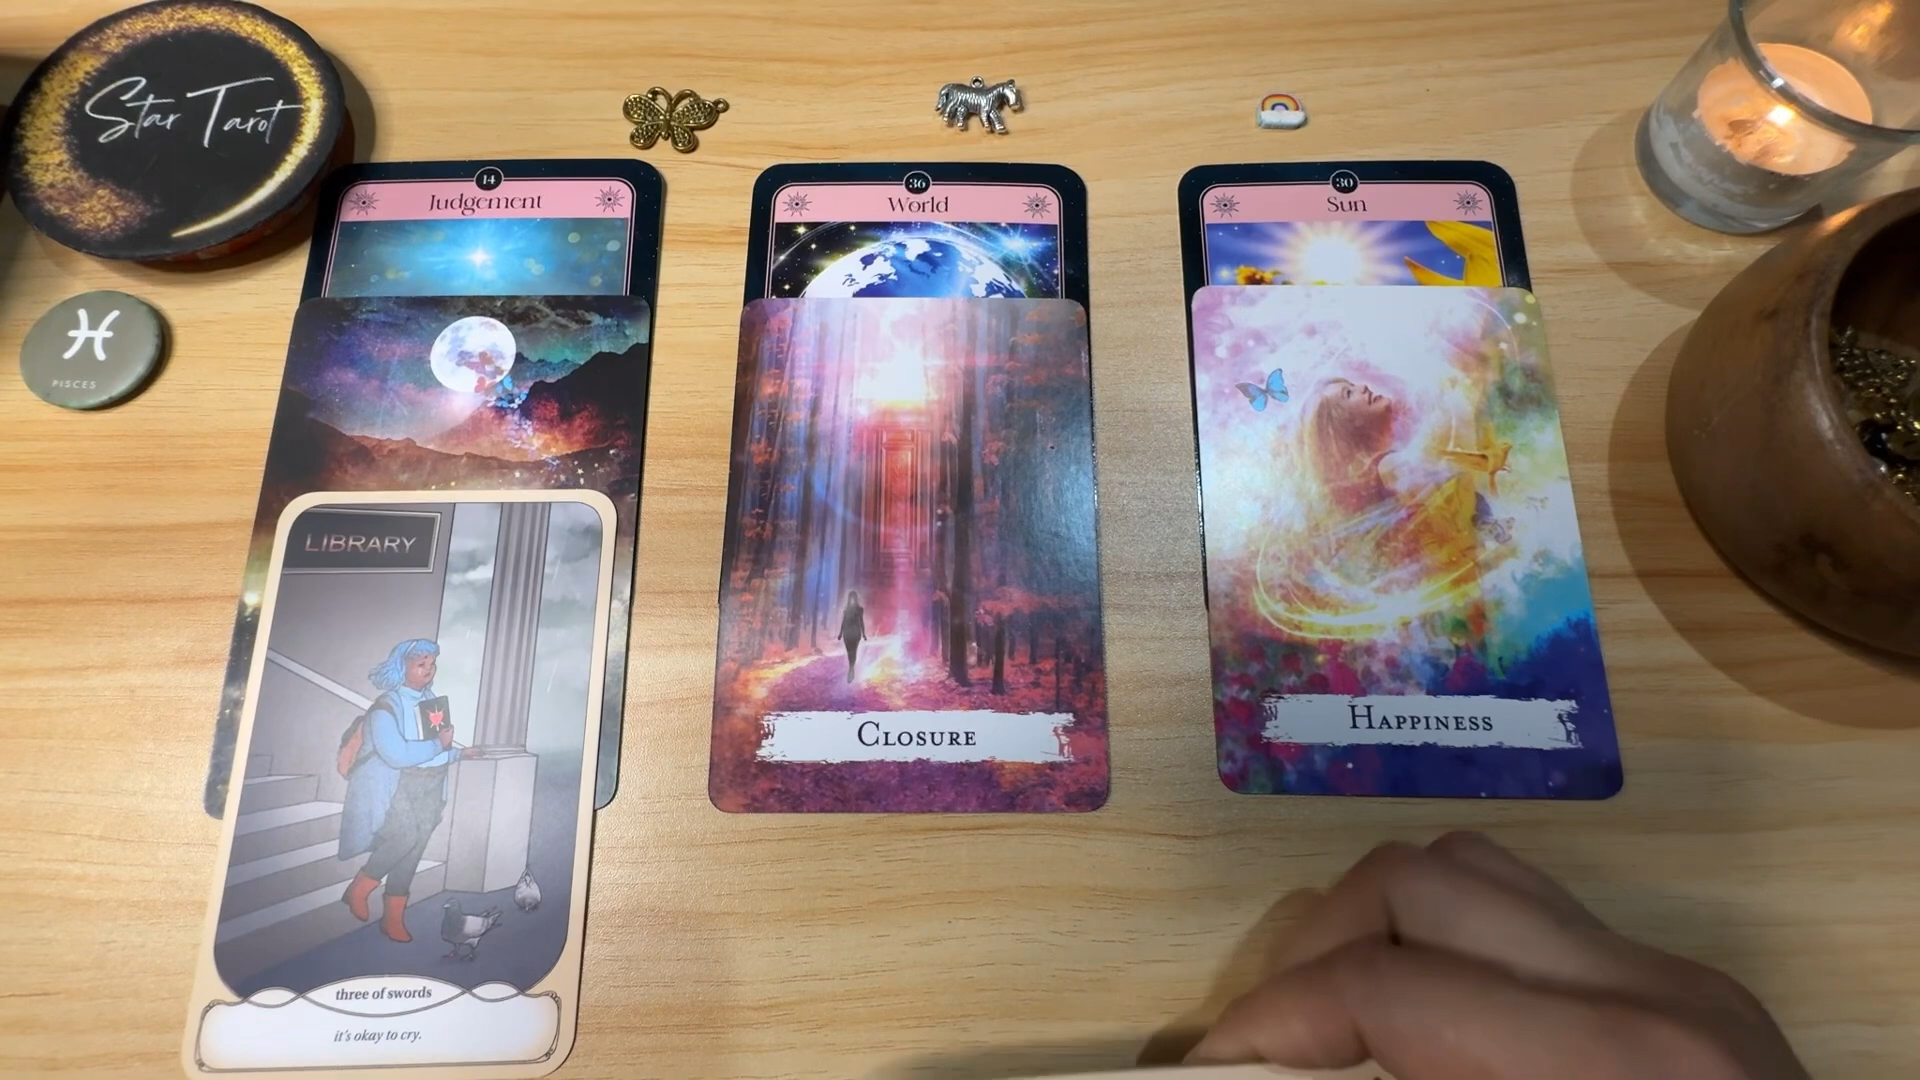 Star Tarot
PISCES
14
Judgement
36
World
30
Sun
LIBRARY
CLOSURE
HAPPINESS
three of swords
it's okay to cry.